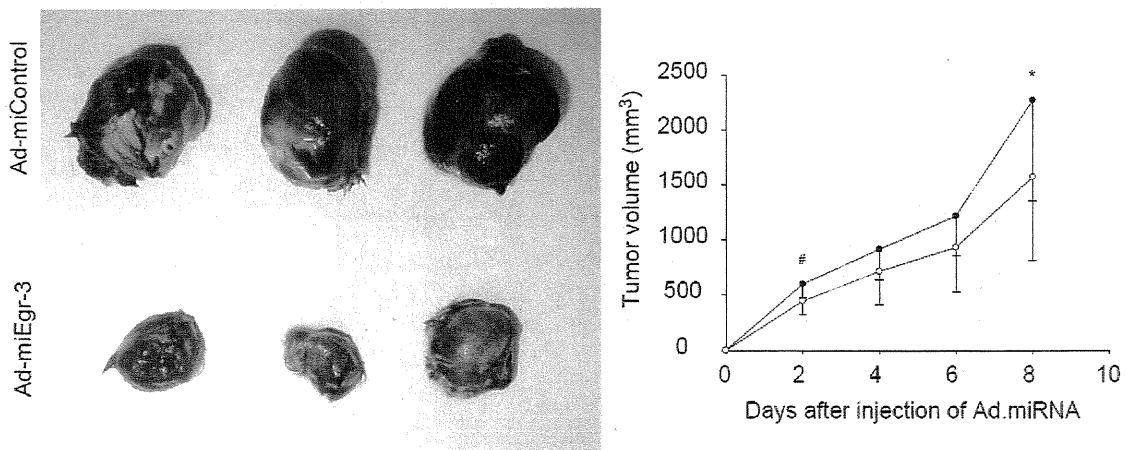 Ad-miControl
Ad-miEgr-3
Tumor volume (mm³)
2500
2000
1500
1000
500
0
#
*
0 2 4 6 8 10
Days after injection of Ad.miRNA